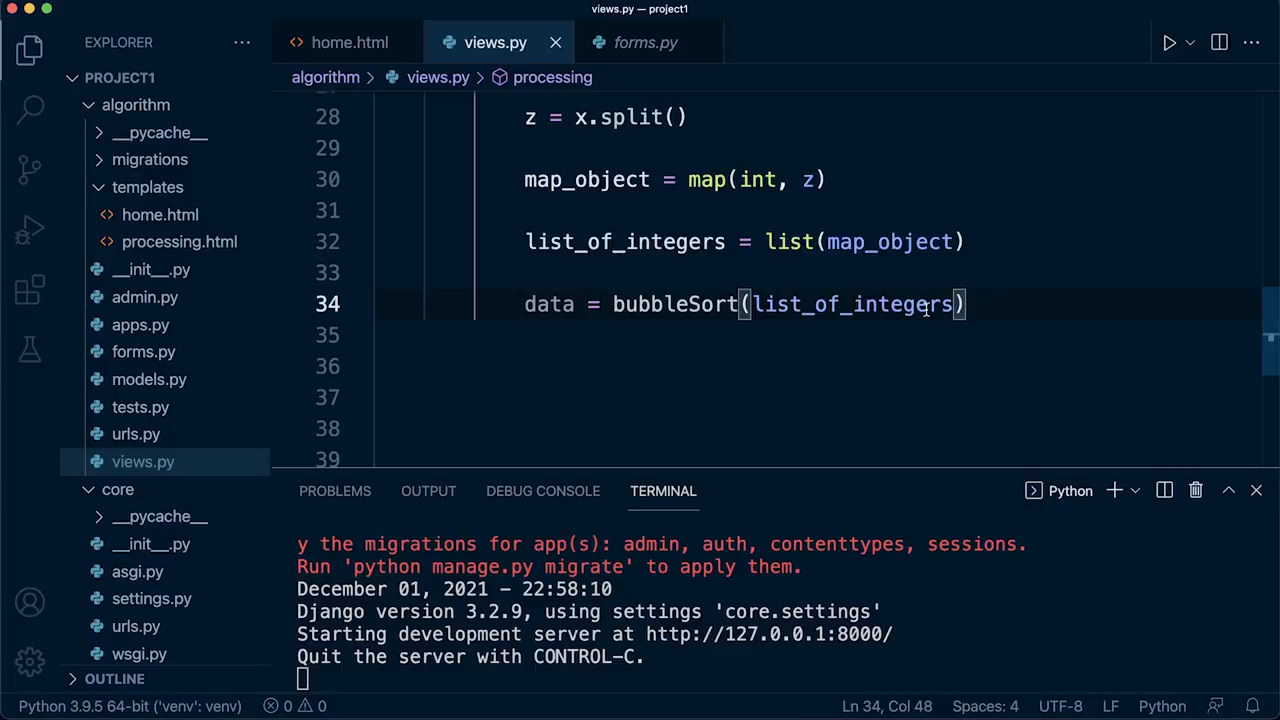 views.py — project1
EXPLORER
home.html
views.py
forms.py
PROJECT1
algorithm
__pycache__
migrations
templates
home.html
processing.html
__init__.py
admin.py
apps.py
forms.py
models.py
tests.py
urls.py
views.py
core
__pycache__
__init__.py
asgi.py
settings.py
urls.py
wsgi.py
OUTLINE
algorithm > views.py > processing
28 z = x.split()
29
30 map_object = map(int, z)
31
32 list_of_integers = list(map_object)
33
34 data = bubbleSort(list_of_integers)
35
36
37
38
39
PROBLEMS OUTPUT DEBUG CONSOLE TERMINAL Python
y the migrations for app(s): admin, auth, contenttypes, sessions.
Run 'python manage.py migrate' to apply them.
December 01, 2021 - 22:58:10
Django version 3.2.9, using settings 'core.settings'
Starting development server at http://127.0.0.1:8000/
Quit the server with CONTROL-C.
Python 3.9.5 64-bit ('venv': venv) 0 0 Ln 34, Col 48 Spaces: 4 UTF-8 LF Python